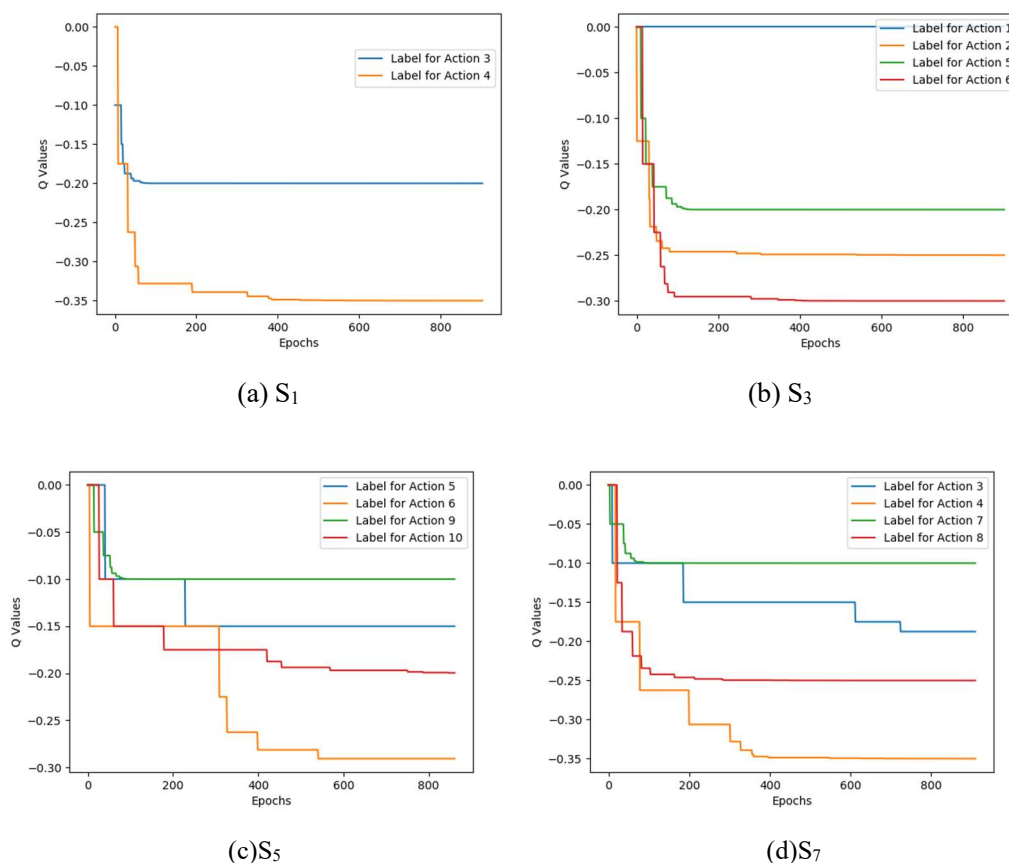 0.00
−0.05
−0.10
−0.15
−0.20
−0.25
−0.30
−0.35
Q Values
0 200 400 600 800
Epochs
Label for Action 3
Label for Action 4
(a) S₁
0.00
−0.05
−0.10
−0.15
−0.20
−0.25
−0.30
Q Values
0 200 400 600 800
Epochs
Label for Action 1
Label for Action 2
Label for Action 5
Label for Action 6
(b) S₃
0.00
−0.05
−0.10
−0.15
−0.20
−0.25
−0.30
Q Values
0 200 400 600 800
Epochs
Label for Action 5
Label for Action 6
Label for Action 9
Label for Action 10
(c)S₅
0.00
−0.05
−0.10
−0.15
−0.20
−0.25
−0.30
−0.35
Q Values
0 200 400 600 800
Epochs
Label for Action 3
Label for Action 4
Label for Action 7
Label for Action 8
(d)S₇